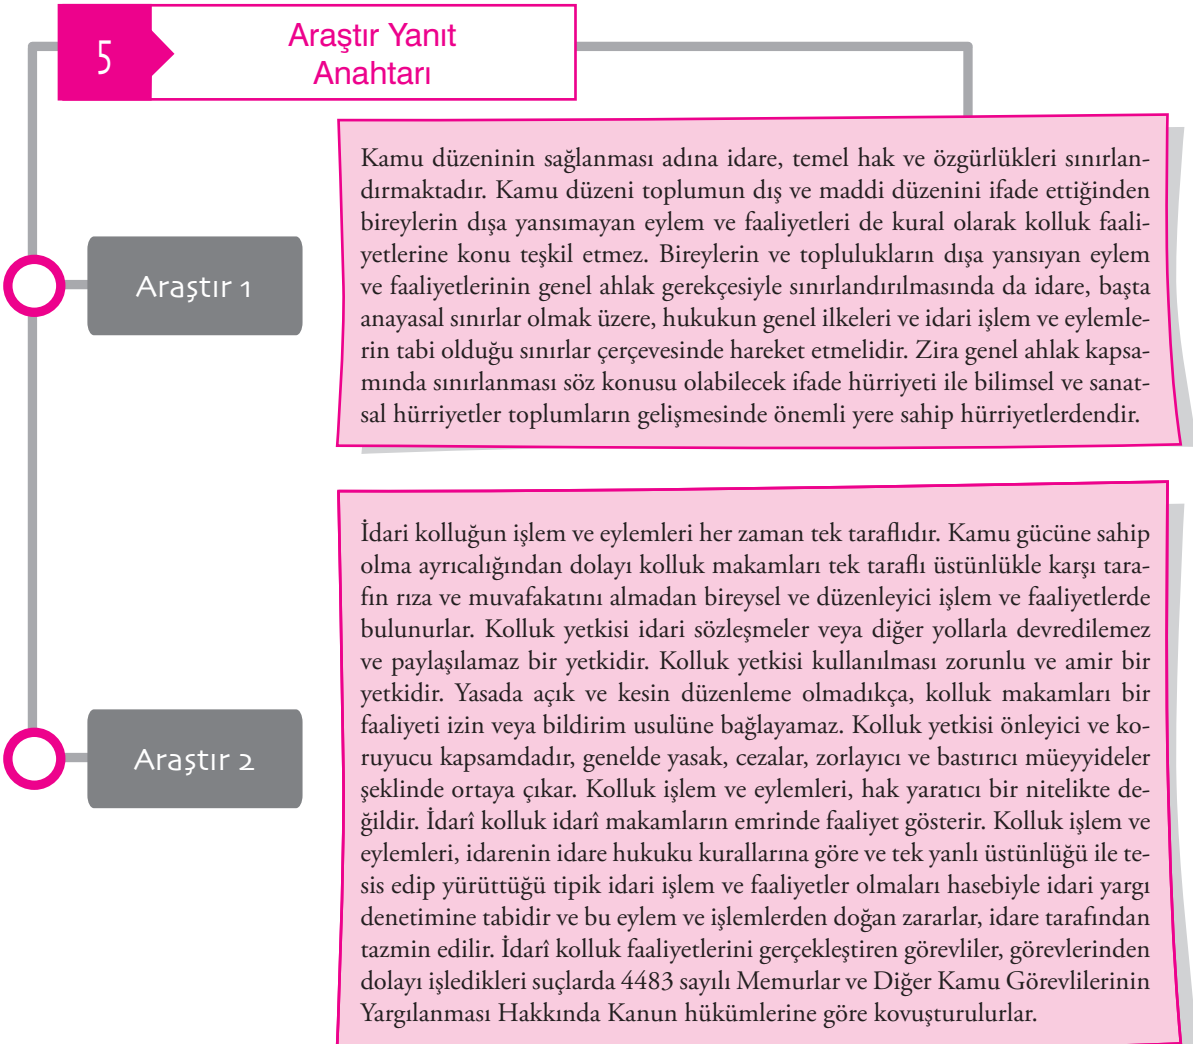 5
Araştır Yanıt
Anahtarı
Araştır 1
Kamu düzeninin sağlanması adına idare, temel hak ve özgürlükleri sınırlan-
dırmaktadır. Kamu düzeni toplumun dış ve maddi düzenini ifade ettiğinden
bireylerin dışa yansımayan eylem ve faaliyetleri de kural olarak kolluk faali-
yetlerine konu teşkil etmez. Bireylerin ve toplulukların dışa yansıyan eylem
ve faaliyetlerinin genel ahlak gerekçesiyle sınırlandırılmasında da idare, başta
anayasal sınırlar olmak üzere, hukukun genel ilkeleri ve idari işlem ve eylemle-
rin tabi olduğu sınırlar çerçevesinde hareket etmelidir. Zira genel ahlak kapsa-
mında sınırlanması söz konusu olabilecek ifade hürriyeti ile bilimsel ve sanat-
sal hürriyetler toplumların gelişmesinde önemli yere sahip hürriyetlerdendir.
Araştır 2
İdari kolluğun işlem ve eylemleri her zaman tek taraflıdır. Kamu gücüne sahip
olma ayrıcalığından dolayı kolluk makamları tek taraflı üstünlükle karşı tara-
fın rıza ve muvafakatını almadan bireysel ve düzenleyici işlem ve faaliyetlerde
bulunurlar. Kolluk yetkisi idari sözleşmeler veya diğer yollarla devredilemez
ve paylaşılamaz bir yetkidir. Kolluk yetkisi kullanılması zorunlu ve amir bir
yetkidir. Yasada açık ve kesin düzenleme olmadıkça, kolluk makamları bir
faaliyeti izin veya bildirim usulüne bağlayamaz. Kolluk yetkisi önleyici ve ko-
ruyucu kapsamdadır, genelde yasak, cezalar, zorlayıcı ve bastırıcı müeyyideler
şeklinde ortaya çıkar. Kolluk işlem ve eylemleri, hak yaratıcı bir nitelikte de-
ğildir. İdarî kolluk idarî makamların emrinde faaliyet gösterir. Kolluk işlem ve
eylemleri, idarenin idare hukuku kurallarına göre ve tek yanlı üstünlüğü ile te-
sis edip yürüttüğü tipik idari işlem ve faaliyetler olmaları hasebiyle idari yargı
denetimine tabidir ve bu eylem ve işlemlerden doğan zararlar, idare tarafından
tazmin edilir. İdarî kolluk faaliyetlerini gerçekleştiren görevliler, görevlerinden
dolayı işledikleri suçlarda 4483 sayılı Memurlar ve Diğer Kamu Görevlilerinin
Yargılanması Hakkında Kanun hükümlerine göre kovuşturulurlar.